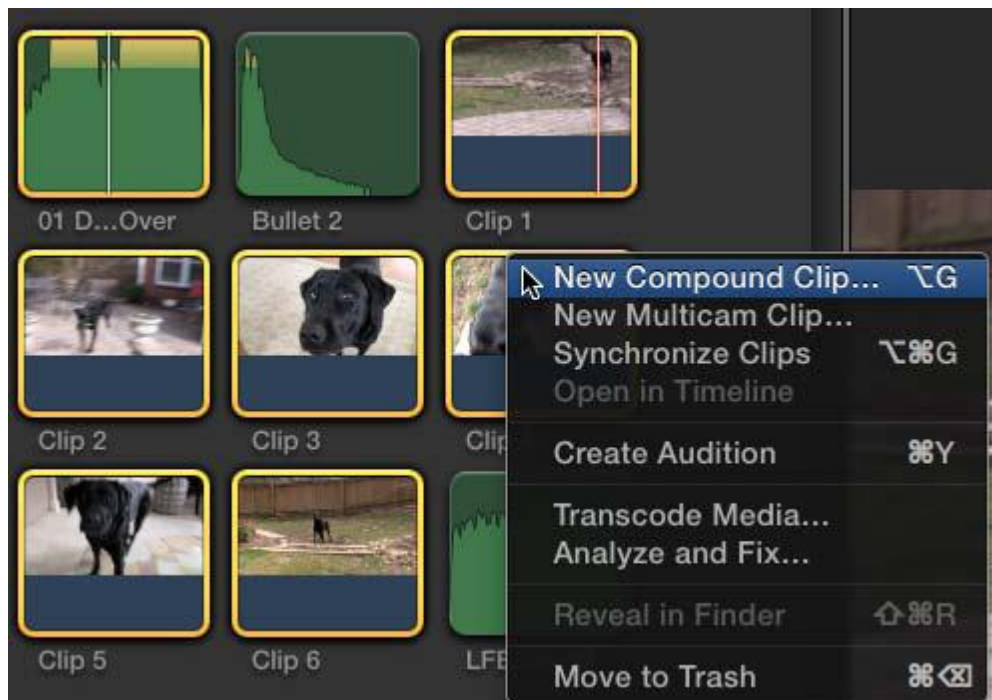 01 D...Over
Bullet 2
Clip 1
Clip 2
Clip 3
Clip 5
Clip 6
New Compound Clip... ⌥G
New Multicam Clip...
Synchronize Clips ⌥⌘G
Open in Timeline
Create Audition ⌘Y
Transcode Media...
Analyze and Fix...
Reveal in Finder ⇧⌘R
Move to Trash ⌘⌫